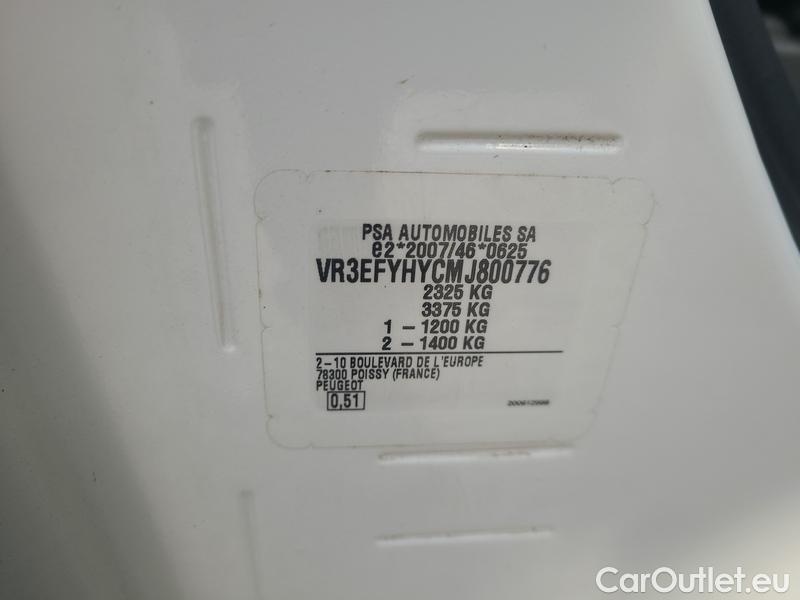 PSA AUTOMOBILES SA
e2*2007/46*0625
VR3EFYHYCMJ800776
2325 KG
3375 KG
1 – 1200 KG
2 – 1400 KG
2–10 BOULEVARD DE L'EUROPE
78300 POISSY (FRANCE)
PEUGEOT
0,51
CarOutlet.eu